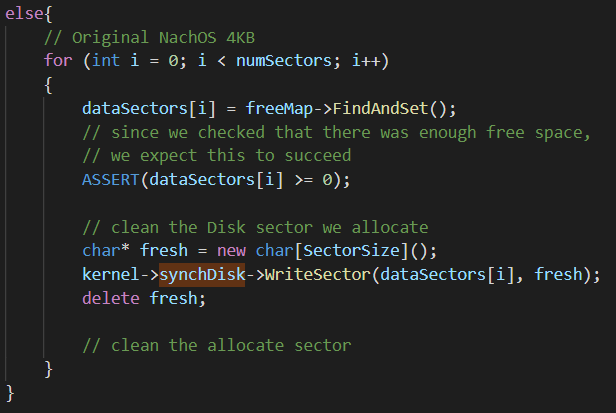 else{
// Original NachOS 4KB
for (int i = 0; i < numSectors; i++)
{
dataSectors[i] = freeMap->FindAndSet();
// since we checked that there was enough free space,
// we expect this to succeed
ASSERT(dataSectors[i] >= 0);
// clean the Disk sector we allocate
char* fresh = new char[SectorSize]();
kernel->synchDisk->WriteSector(dataSectors[i], fresh);
delete fresh;
// clean the allocate sector
}
}